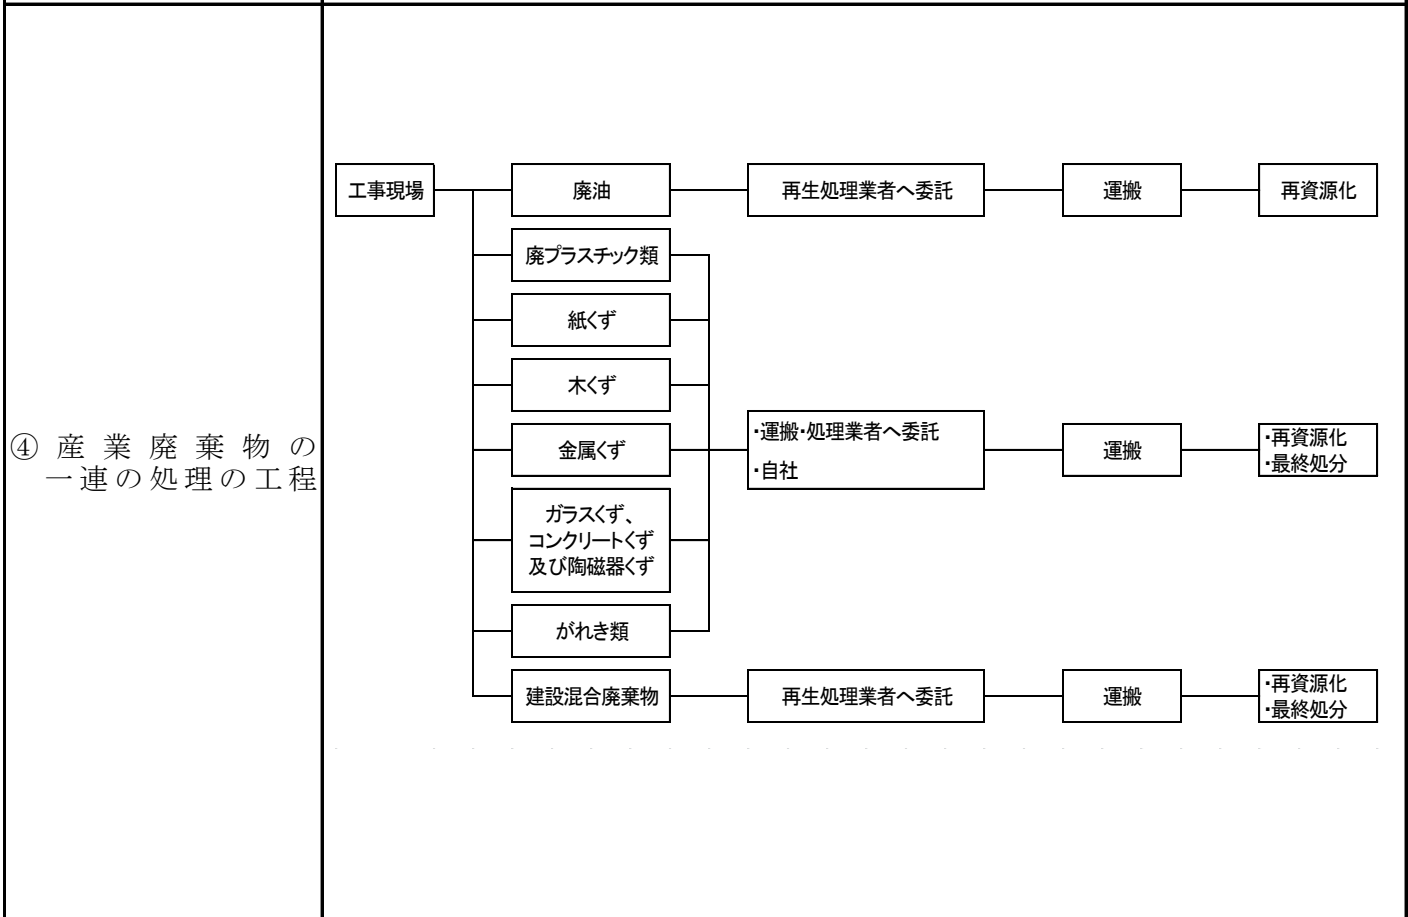 ④産業廃棄物の
一連の処理の工程
工事現場
廃油
再生処理業者へ委託
運搬
再資源化
廃プラスチック類
紙くず
木くず
金属くず
・運搬・処理業者へ委託
・自社
運搬
・再資源化
・最終処分
ガラスくず、
コンクリートくず
及び陶磁器くず
がれき類
建設混合廃棄物
再生処理業者へ委託
運搬
・再資源化
・最終処分